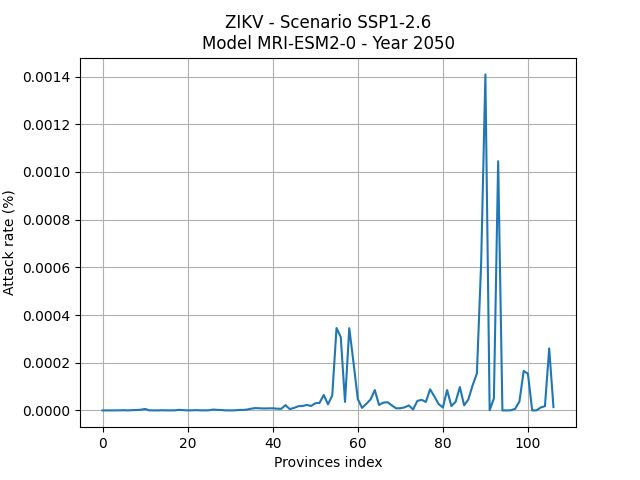 ZIKV - Scenario SSP1-2.6
Model MRI-ESM2-0 - Year 2050
Attack rate (%)
0.0014
0.0012
0.0010
0.0008
0.0006
0.0004
0.0002
0.0000
0 20 40 60 80 100
Provinces index